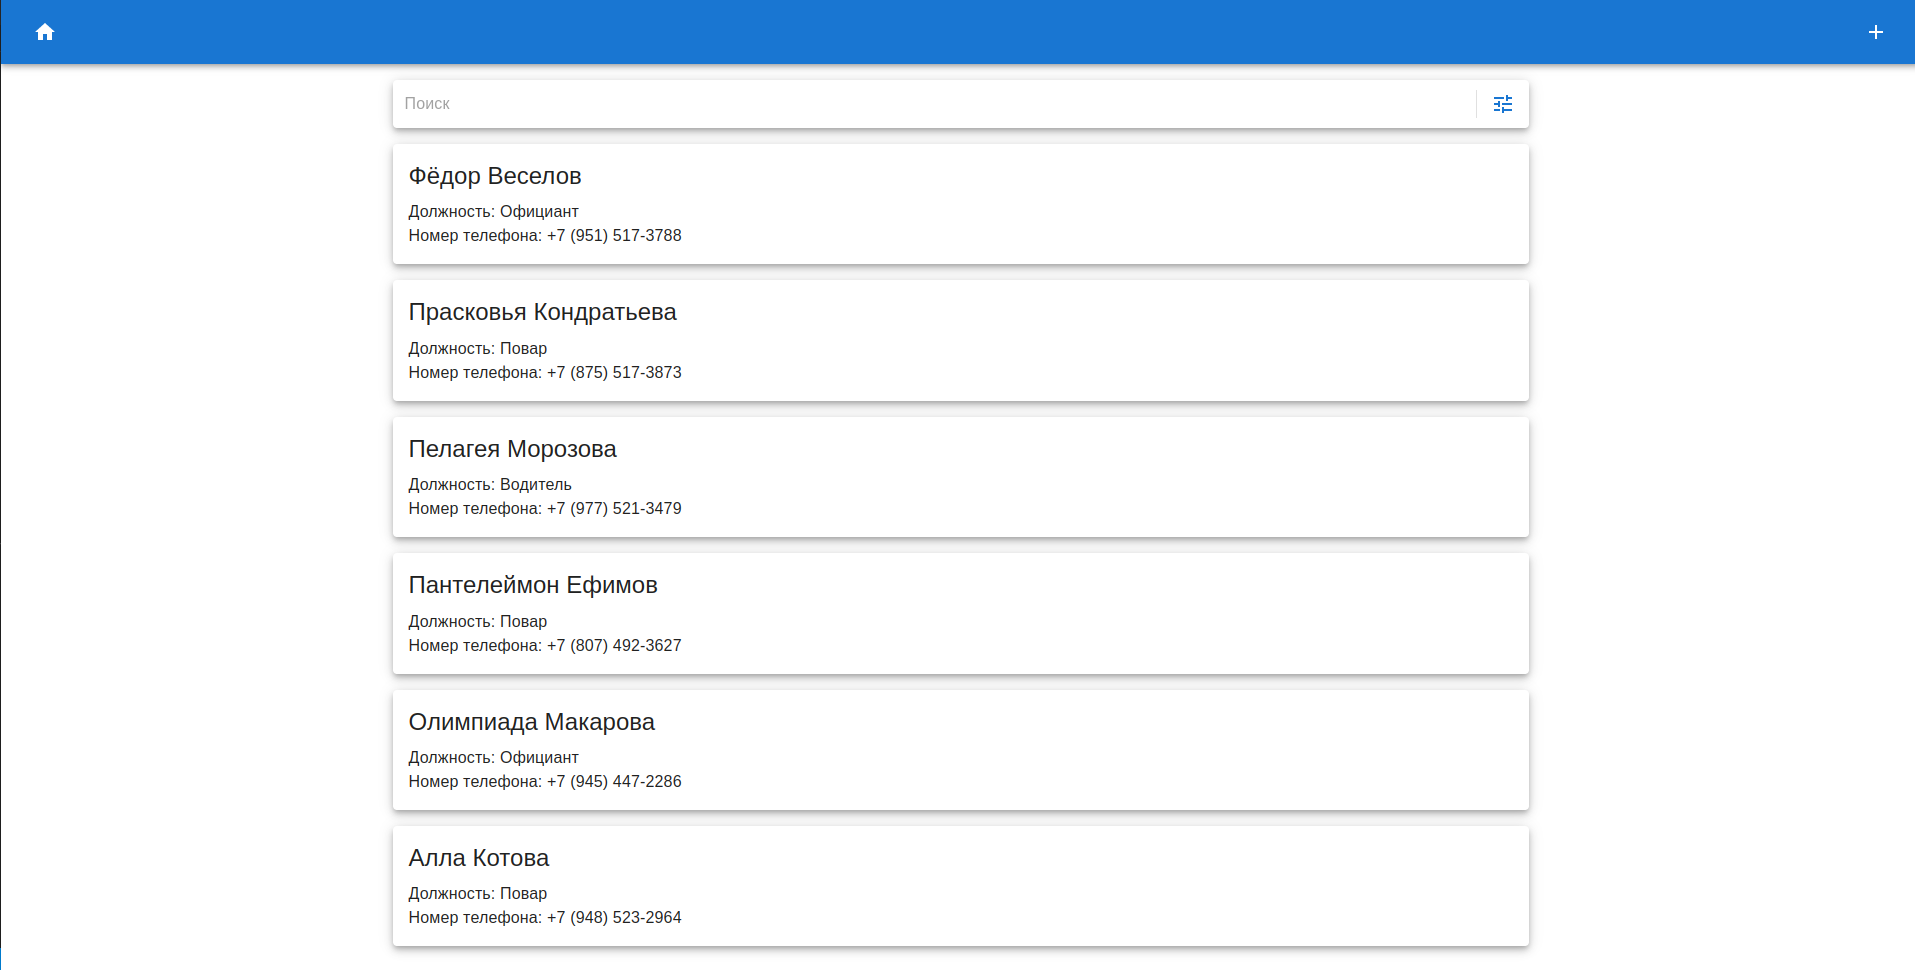 Поиск
Фёдор Веселов
Должность: Официант
Номер телефона: +7 (951) 517-3788
Прасковья Кондратьева
Должность: Повар
Номер телефона: +7 (875) 517-3873
Пелагея Морозова
Должность: Водитель
Номер телефона: +7 (977) 521-3479
Пантелеймон Ефимов
Должность: Повар
Номер телефона: +7 (807) 492-3627
Олимпиада Макарова
Должность: Официант
Номер телефона: +7 (945) 447-2286
Алла Котова
Должность: Повар
Номер телефона: +7 (948) 523-2964